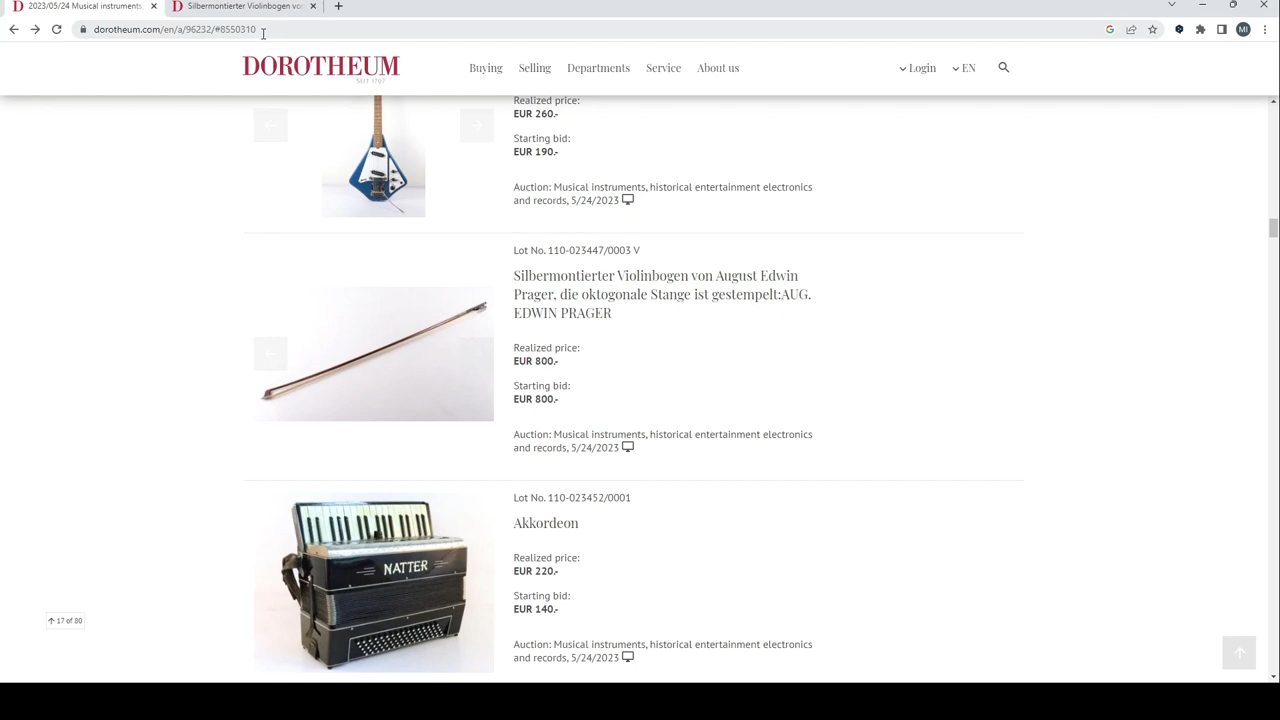 2023/05/24 Musical instruments,
Silbermontierter Violinbogen vo
dorotheum.com/en/a/96232/#8550310
MI
DOROTHEUM
SEIT 1707
Buying
Selling
Departments
Service
About us
Login
EN
Realized price:
EUR 260.-
Starting bid:
EUR 190.-
Auction: Musical instruments, historical entertainment electronics
and records, 5/24/2023
Lot No. 110-023447/0003 V
Silbermontierter Violinbogen von August Edwin
Prager, die oktogonale Stange ist gestempelt:AUG.
EDWIN PRAGER
Realized price:
EUR 800.-
Starting bid:
EUR 800.-
Auction: Musical instruments, historical entertainment electronics
and records, 5/24/2023
Lot No. 110-023452/0001
Akkordeon
NATTER
Realized price:
EUR 220.-
Starting bid:
EUR 140.-
Auction: Musical instruments, historical entertainment electronics
and records, 5/24/2023
17 of 80